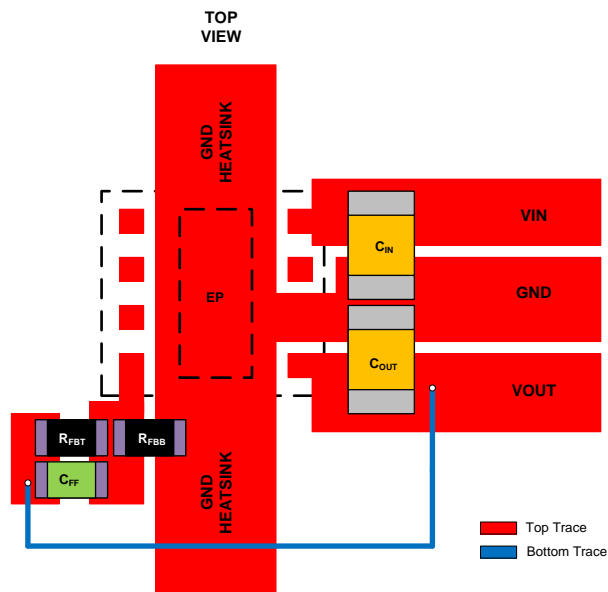 TOP
VIEW
GND
HEATSINK
VIN
CIN
GND
EP
COUT
VOUT
RFBT
RFBB
CFF
GND
HEATSINK
Top Trace
Bottom Trace